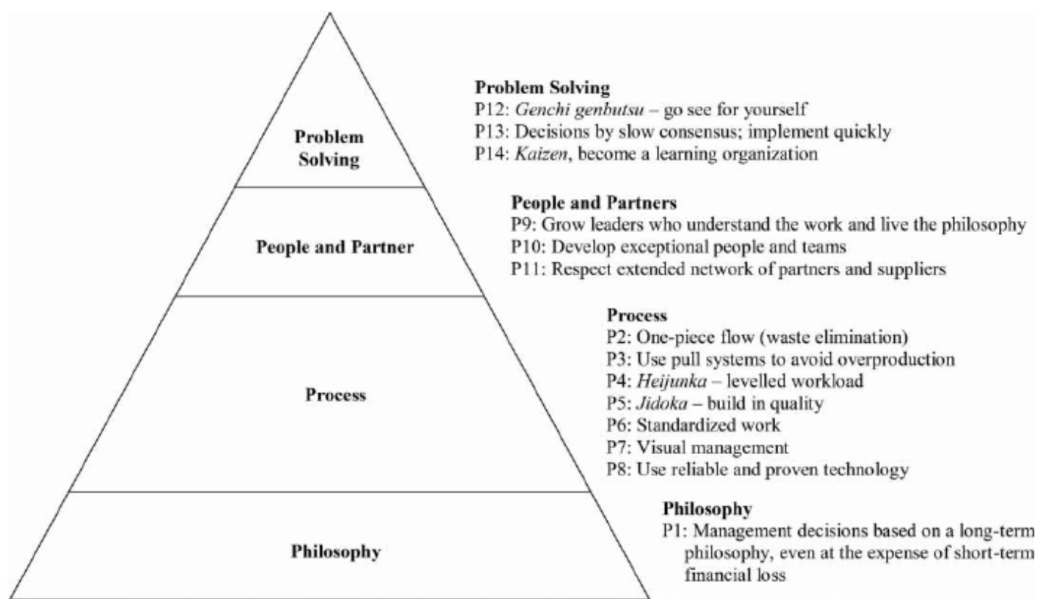 Problem Solving
P12: Genchi genbutsu – go see for yourself
P13: Decisions by slow consensus; implement quickly
P14: Kaizen, become a learning organization
Problem
Solving
People and Partners
P9: Grow leaders who understand the work and live the philosophy
P10: Develop exceptional people and teams
P11: Respect extended network of partners and suppliers
People and Partner
Process
P2: One-piece flow (waste elimination)
P3: Use pull systems to avoid overproduction
P4: Heijunka – levelled workload
P5: Jidoka – build in quality
P6: Standardized work
P7: Visual management
P8: Use reliable and proven technology
Process
Philosophy
P1: Management decisions based on a long-term
philosophy, even at the expense of short-term
financial loss
Philosophy